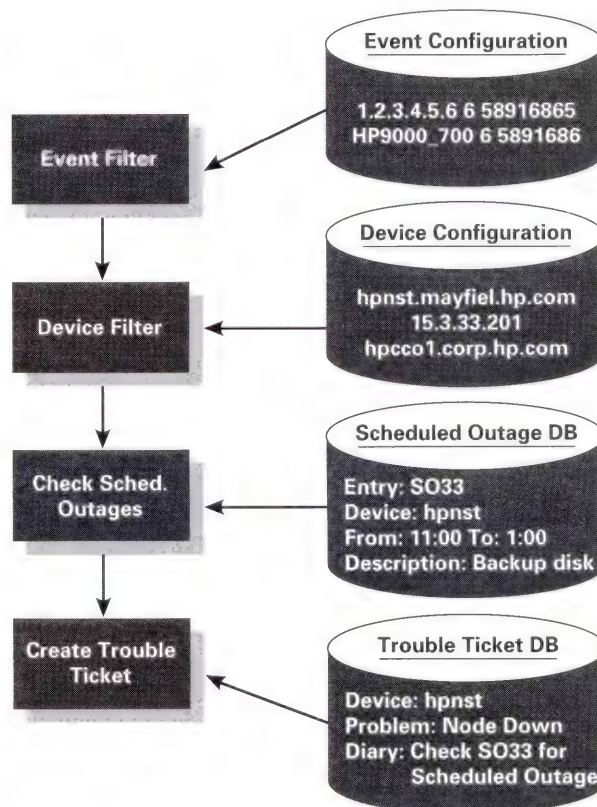 Event Configuration
1.2.3.4.5.6 6 58916865
HP9000_700 6 5891686
Event Filter
Device Configuration
hpnst.mayfiel.hp.com
15.3.33.201
hpcco1.corp.hp.com
Device Filter
Scheduled Outage DB
Entry: SO33
Device: hpnst
From: 11:00 To: 1:00
Description: Backup disk
Check Sched.
Outages
Trouble Ticket DB
Device: hpnst
Problem: Node Down
Diary: Check SO33 for
Scheduled Outage
Create Trouble
Ticket